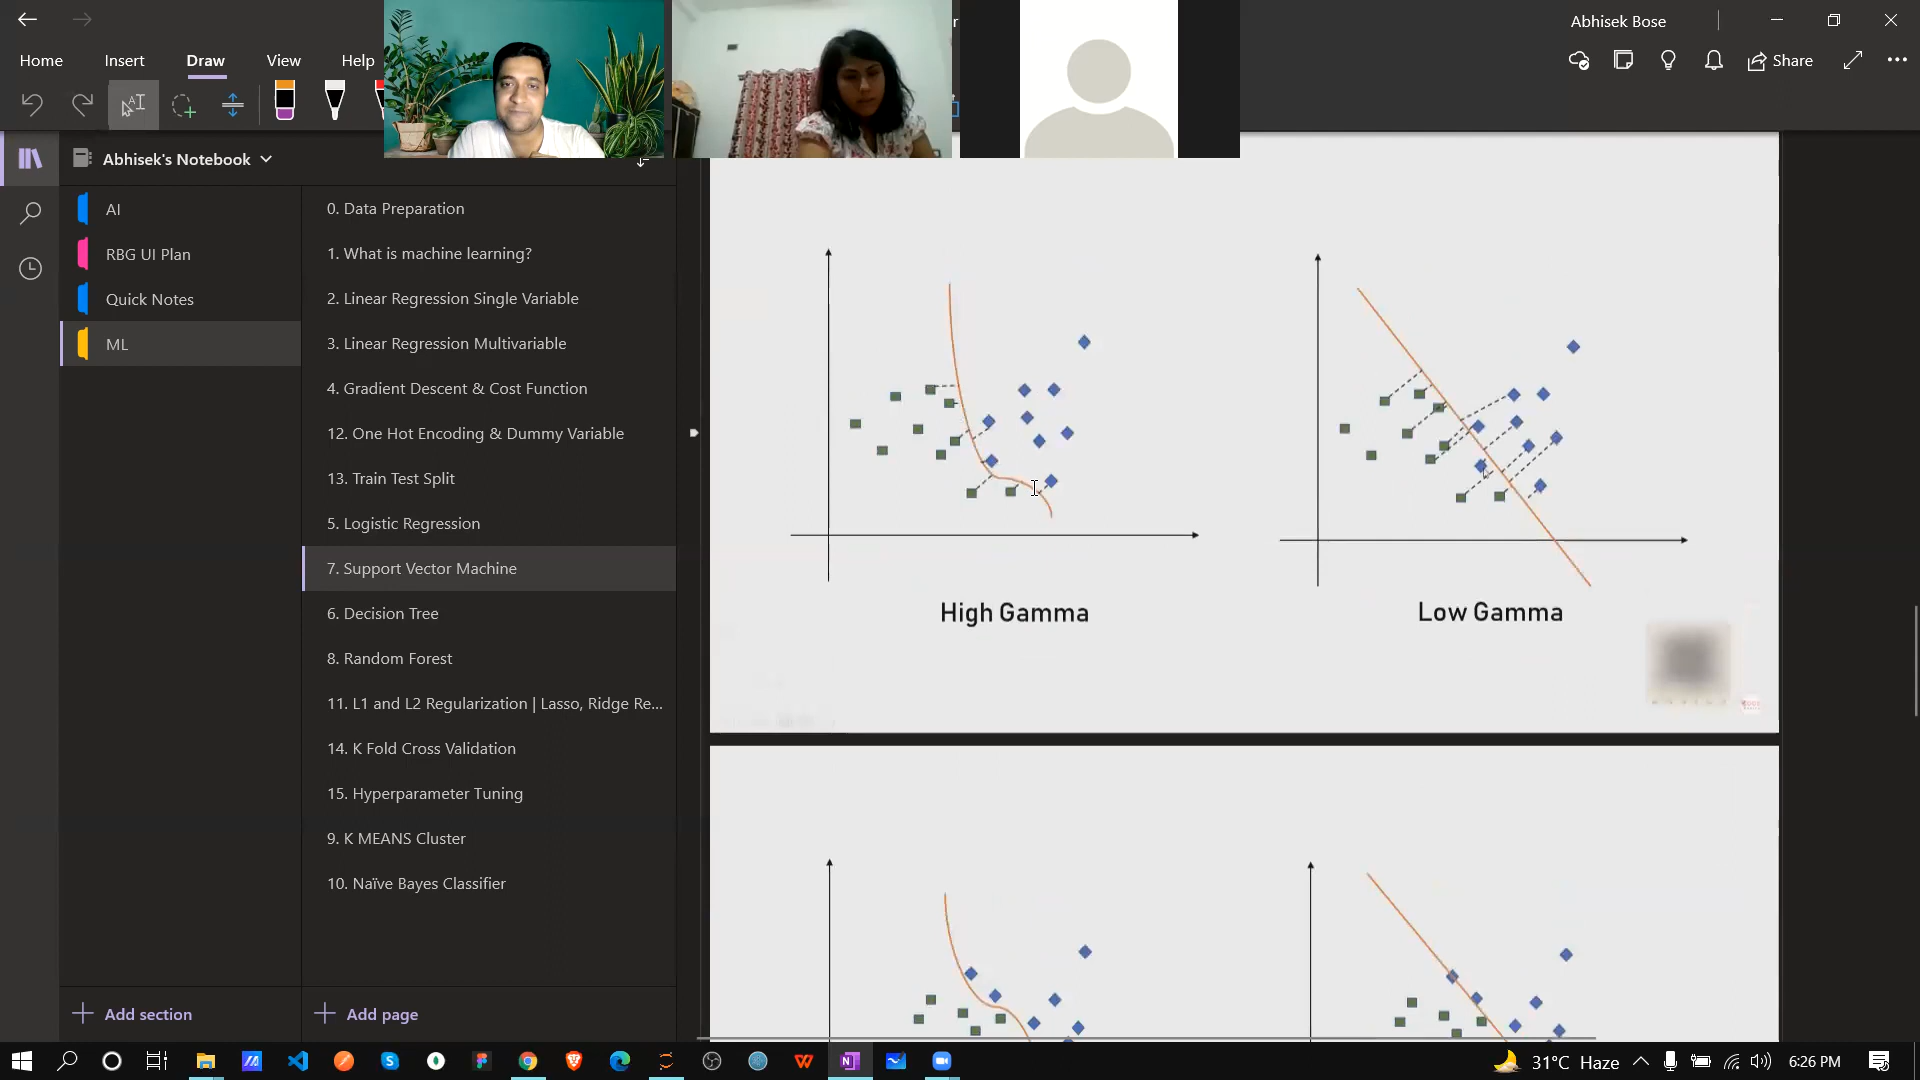 Abhisek Bose
Home
Insert
Draw
View
Help
Share
Abhisek's Notebook
AI
RBG UI Plan
Quick Notes
ML
Add section
0. Data Preparation
1. What is machine learning?
2. Linear Regression Single Variable
3. Linear Regression Multivariable
4. Gradient Descent & Cost Function
12. One Hot Encoding & Dummy Variable
13. Train Test Split
5. Logistic Regression
7. Support Vector Machine
6. Decision Tree
8. Random Forest
11. L1 and L2 Regularization | Lasso, Ridge Re...
14. K Fold Cross Validation
15. Hyperparameter Tuning
9. K MEANS Cluster
10. Naïve Bayes Classifier
Add page
High Gamma
Low Gamma
31°C Haze
6:26 PM